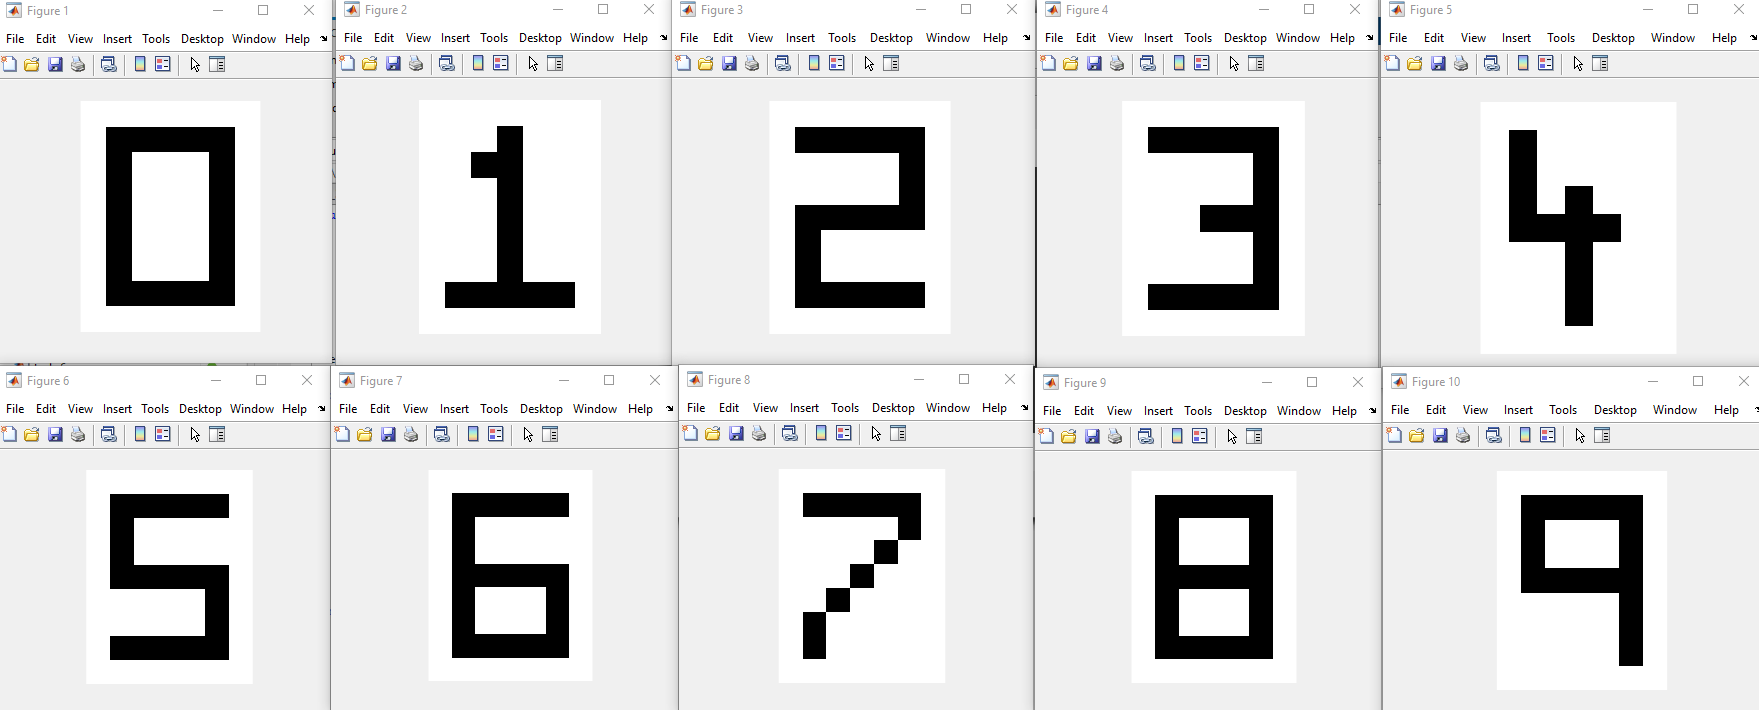 Figure 1
File Edit View Insert Tools Desktop Window Help
0
Figure 2
File Edit View Insert Tools Desktop Window Help
1
Figure 3
File Edit View Insert Tools Desktop Window Help
2
Figure 4
File Edit View Insert Tools Desktop Window Help
3
Figure 5
File Edit View Insert Tools Desktop Window Help
4
Figure 6
File Edit View Insert Tools Desktop Window Help
5
Figure 7
File Edit View Insert Tools Desktop Window Help
6
Figure 8
File Edit View Insert Tools Desktop Window Help
7
Figure 9
File Edit View Insert Tools Desktop Window Help
8
Figure 10
File Edit View Insert Tools Desktop Window Help
9